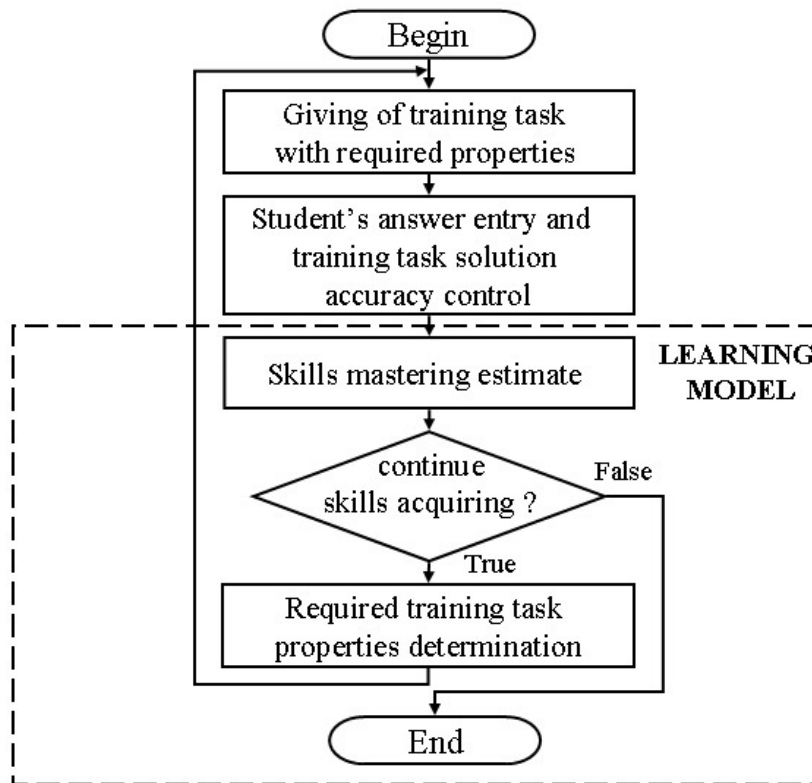 Begin
Giving of training task
with required properties
Student's answer entry and
training task solution
accuracy control
LEARNING
MODEL
Skills mastering estimate
continue
skills acquiring ?
False
True
Required training task
properties determination
End